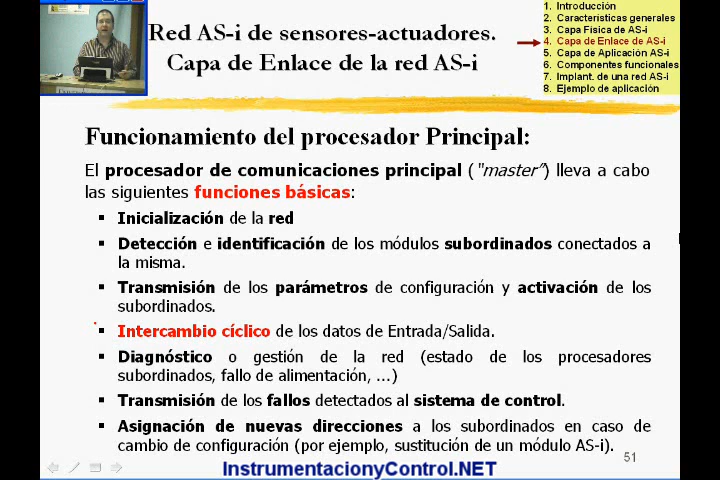 Red AS-i de sensores-actuadores.
Capa de Enlace de la red AS-i
1. Introducción
2. Características generales
3. Capa Física de AS-i
4. Capa de Enlace de AS-i
5. Capa de Aplicación AS-i
6. Componentes funcionales
7. Implant. de una red AS-i
8. Ejemplo de aplicación
Funcionamiento del procesador Principal:
El procesador de comunicaciones principal ("master") lleva a cabo
las siguientes funciones básicas:
▪ Inicialización de la red
▪ Detección e identificación de los módulos subordinados conectados a
la misma.
▪ Transmisión de los parámetros de configuración y activación de los
subordinados.
▪ Intercambio cíclico de los datos de Entrada/Salida.
▪ Diagnóstico o gestión de la red (estado de los procesadores
subordinados, fallo de alimentación, ...)
▪ Transmisión de los fallos detectados al sistema de control.
▪ Asignación de nuevas direcciones a los subordinados en caso de
cambio de configuración (por ejemplo, sustitución de un módulo AS-i).
51
InstrumentacionyControl.NET